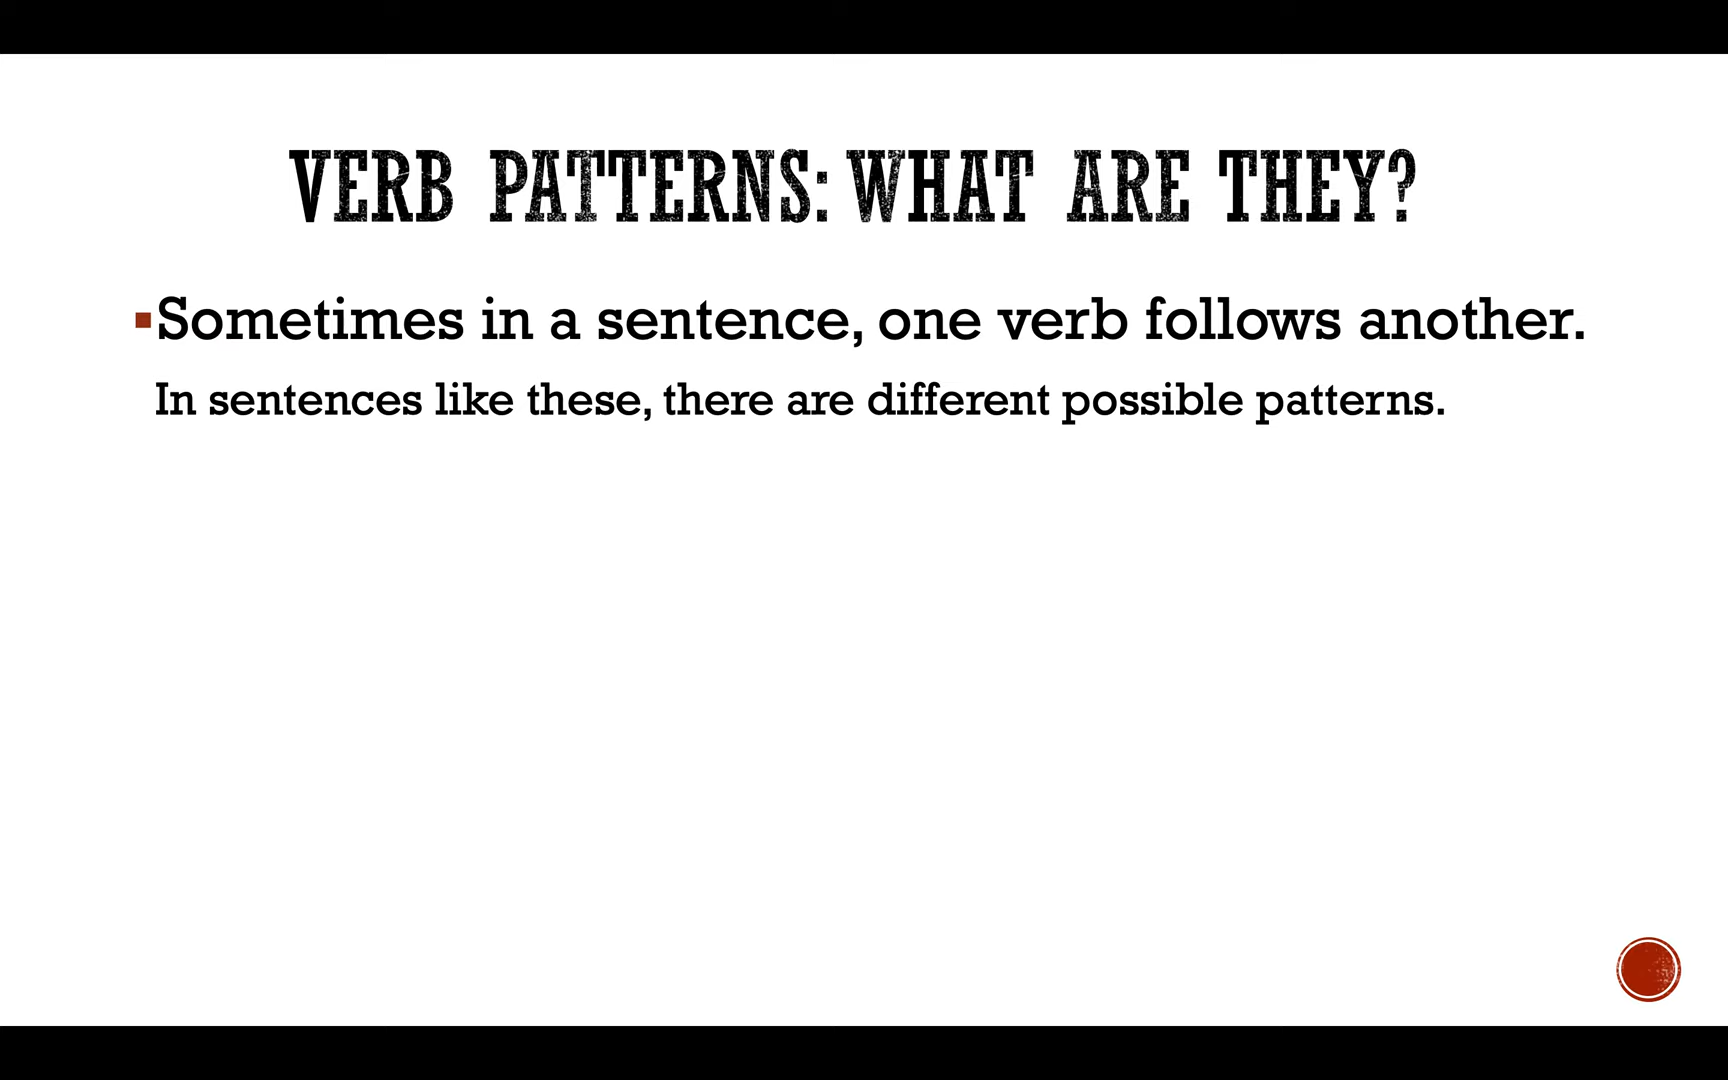 VERB PATTERNS: WHAT ARE THEY?
▪Sometimes in a sentence, one verb follows another.
In sentences like these, there are different possible patterns.